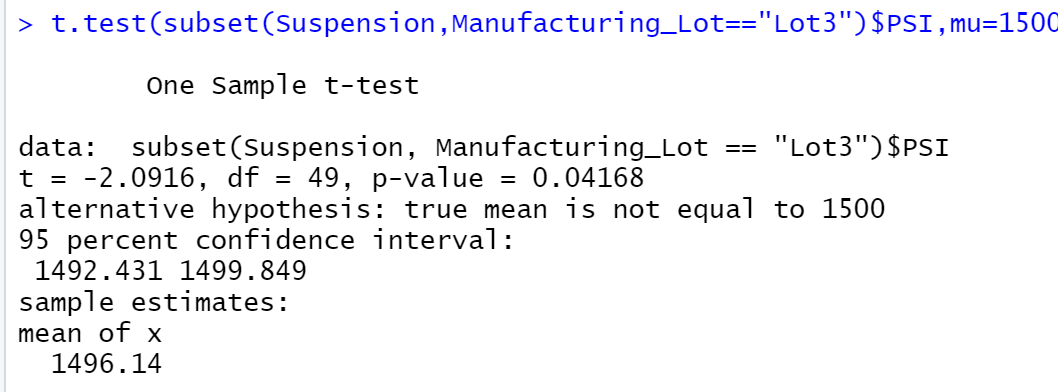 > t.test(subset(Suspension,Manufacturing_Lot=="Lot3")$PSI,mu=1500
One Sample t-test
data:  subset(Suspension, Manufacturing_Lot == "Lot3")$PSI
t = -2.0916, df = 49, p-value = 0.04168
alternative hypothesis: true mean is not equal to 1500
95 percent confidence interval:
1492.431 1499.849
sample estimates:
mean of x
1496.14